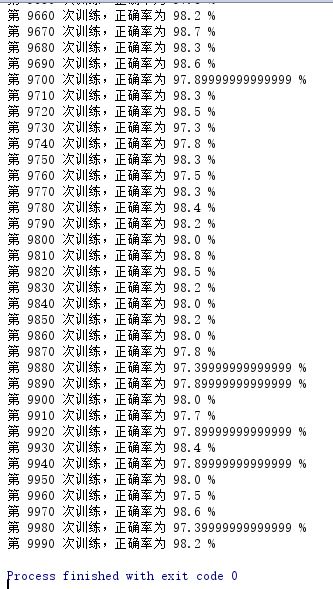 第 9660 次训练，正确率为 98.2 %
第 9670 次训练，正确率为 98.7 %
第 9680 次训练，正确率为 98.3 %
第 9690 次训练，正确率为 98.6 %
第 9700 次训练，正确率为 97.89999999999999 %
第 9710 次训练，正确率为 98.3 %
第 9720 次训练，正确率为 98.5 %
第 9730 次训练，正确率为 97.3 %
第 9740 次训练，正确率为 97.8 %
第 9750 次训练，正确率为 98.3 %
第 9760 次训练，正确率为 97.5 %
第 9770 次训练，正确率为 98.3 %
第 9780 次训练，正确率为 98.4 %
第 9790 次训练，正确率为 98.2 %
第 9800 次训练，正确率为 98.0 %
第 9810 次训练，正确率为 98.8 %
第 9820 次训练，正确率为 98.5 %
第 9830 次训练，正确率为 98.2 %
第 9840 次训练，正确率为 98.0 %
第 9850 次训练，正确率为 98.2 %
第 9860 次训练，正确率为 98.0 %
第 9870 次训练，正确率为 97.8 %
第 9880 次训练，正确率为 97.39999999999999 %
第 9890 次训练，正确率为 97.89999999999999 %
第 9900 次训练，正确率为 98.0 %
第 9910 次训练，正确率为 97.7 %
第 9920 次训练，正确率为 97.89999999999999 %
第 9930 次训练，正确率为 98.4 %
第 9940 次训练，正确率为 97.89999999999999 %
第 9950 次训练，正确率为 98.0 %
第 9960 次训练，正确率为 97.5 %
第 9970 次训练，正确率为 98.6 %
第 9980 次训练，正确率为 97.39999999999999 %
第 9990 次训练，正确率为 98.2 %
Process finished with exit code 0